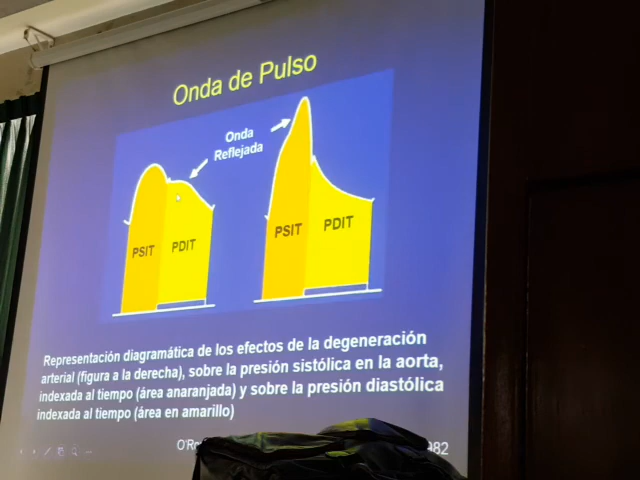 Onda de Pulso
Onda
Reflejada
PSIT
PDIT
PSIT
PDIT
Representación diagramática de los efectos de la degeneración
arterial (figura a la derecha), sobre la presión sistólica en la aorta,
indexada al tiempo (área anaranjada) y sobre la presión diastólica
indexada al tiempo (área en amarillo)